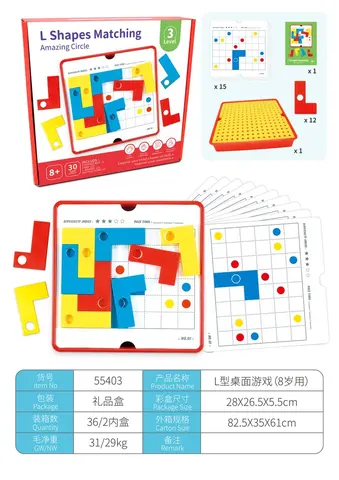 L Shapes Matching
Amazing Circle
3
Level
8+
30
x 15
x 1
x 12
x 1
货号
Item No
55403
产品名称
Product Name
L型桌面游戏(8岁用)
包装
Package
礼品盒
彩盒尺寸
Package Size
28X26.5X5.5cm
装箱数
Quantity
36/2内盒
外箱规格
Cartoo Size
82.5X35X61cm
毛净重
GW/NW
31/29kg
备注
Remark